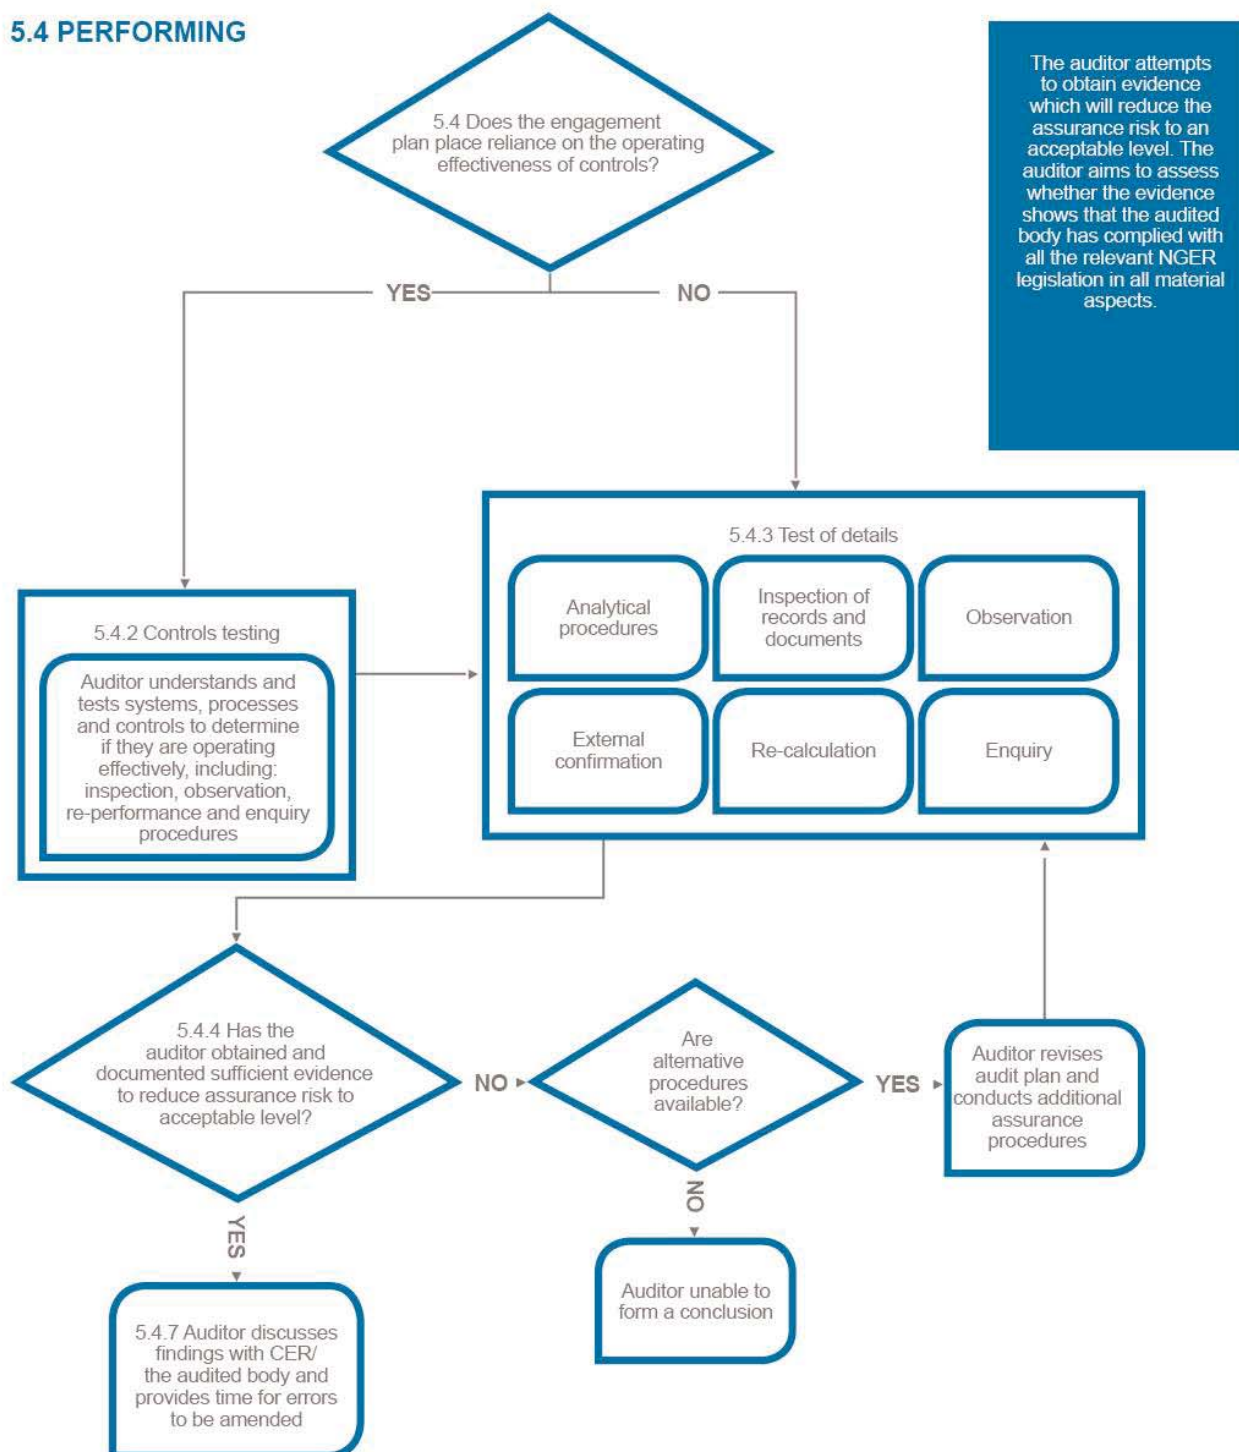 5.4 PERFORMING
5.4 Does the engagement
plan place reliance on the operating
effectiveness of controls?
The auditor attempts
to obtain evidence
which will reduce the
assurance risk to an
acceptable level. The
auditor aims to assess
whether the evidence
shows that the audited
body has complied with
all the relevant NGER
legislation in all material
aspects.
YES
NO
5.4.2 Controls testing
Auditor understands and
tests systems, processes
and controls to determine
if they are operating
effectively, including:
inspection, observation,
re-performance and enquiry
procedures
5.4.3 Test of details
Analytical
procedures
Inspection of
records and
documents
Observation
External
confirmation
Re-calculation
Enquiry
5.4.4 Has the
auditor obtained and
documented sufficient evidence
to reduce assurance risk to
acceptable level?
NO
Are
alternative
procedures
available?
YES
Auditor revises
audit plan and
conducts additional
assurance
procedures
YES
NO
5.4.7 Auditor discusses
findings with CER/
the audited body and
provides time for errors
to be amended
Auditor unable to
form a conclusion